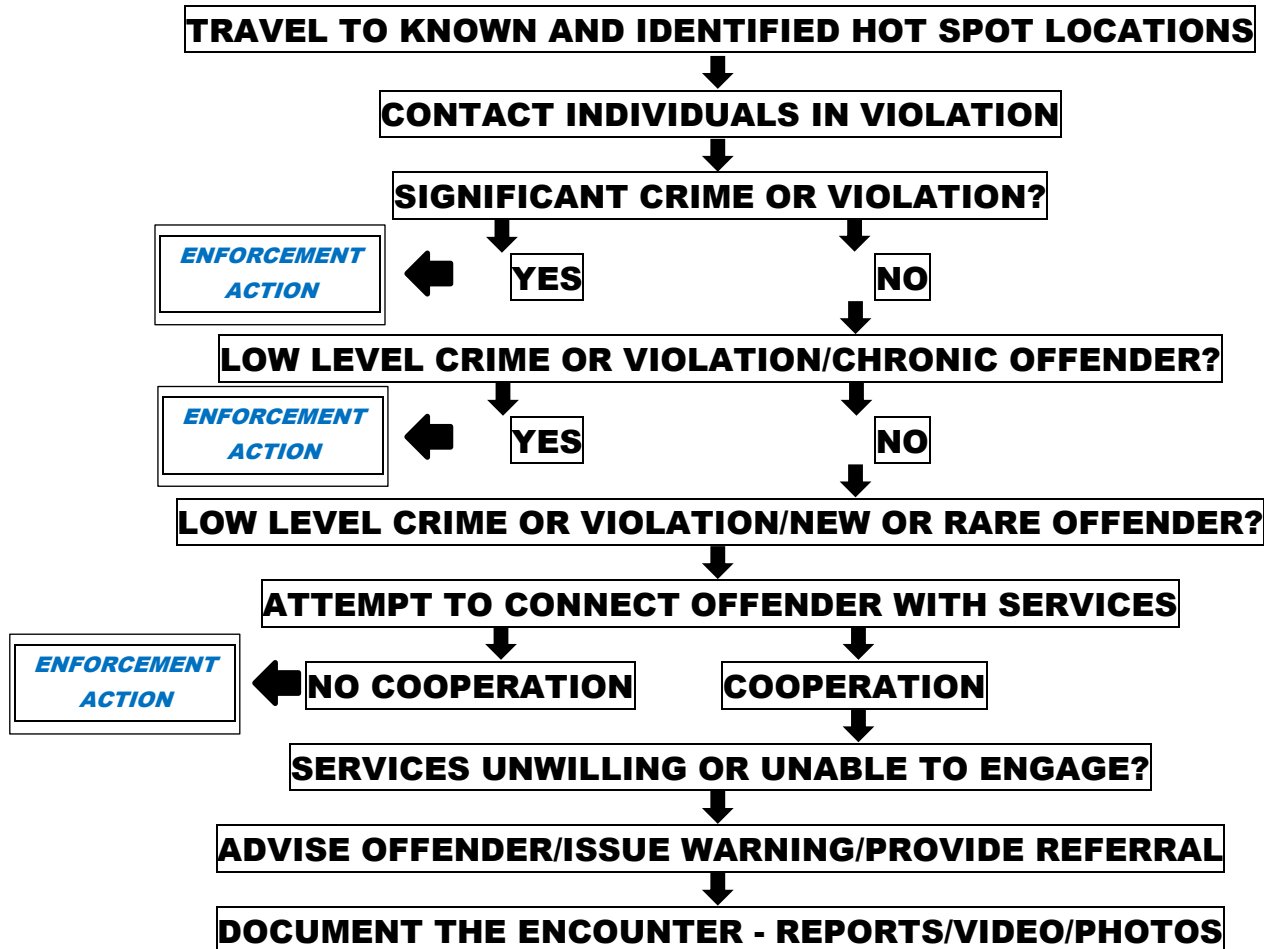 TRAVEL TO KNOWN AND IDENTIFIED HOT SPOT LOCATIONS
CONTACT INDIVIDUALS IN VIOLATION
SIGNIFICANT CRIME OR VIOLATION?
ENFORCEMENT
ACTION
YES
NO
LOW LEVEL CRIME OR VIOLATION/CHRONIC OFFENDER?
ENFORCEMENT
ACTION
YES
NO
LOW LEVEL CRIME OR VIOLATION/NEW OR RARE OFFENDER?
ATTEMPT TO CONNECT OFFENDER WITH SERVICES
ENFORCEMENT
ACTION
NO COOPERATION
COOPERATION
SERVICES UNWILLING OR UNABLE TO ENGAGE?
ADVISE OFFENDER/ISSUE WARNING/PROVIDE REFERRAL
DOCUMENT THE ENCOUNTER - REPORTS/VIDEO/PHOTOS